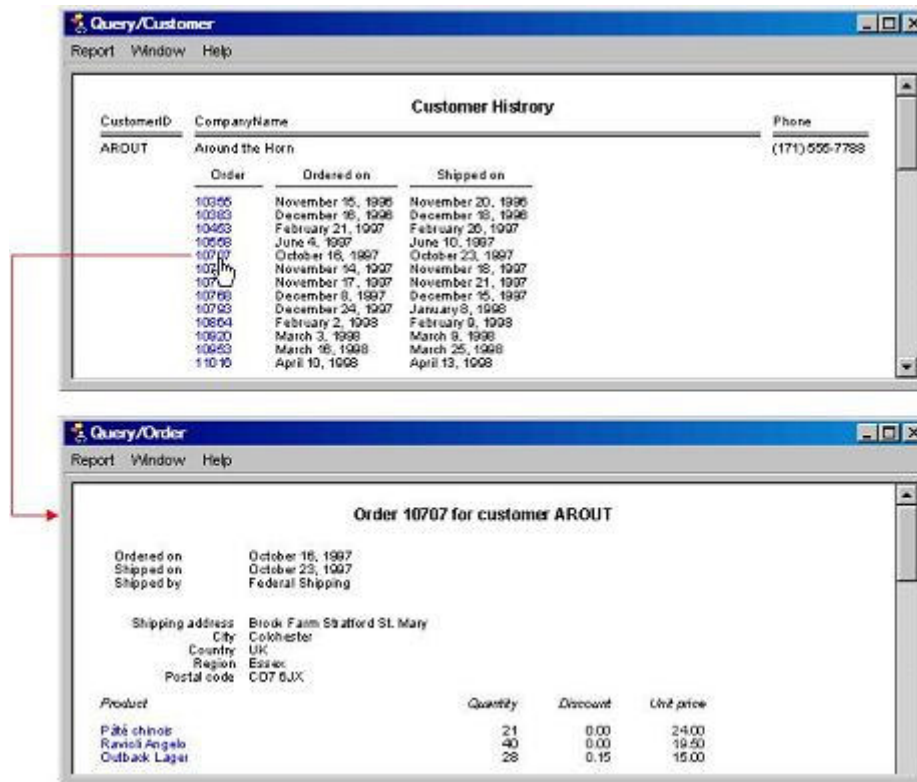 Query/Customer
Report Window Help
Customer Histrory
CustomerID CompanyName Phone
AROUT Around the Horn (171) 555-7788
Order Ordered on Shipped on
10355 November 15, 1996 November 20, 1996
10383 December 16, 1996 December 18, 1996
10453 February 21, 1997 February 26, 1997
10558 June 4, 1997 June 10, 1997
10707 October 16, 1997 October 23, 1997
November 14, 1997 November 18, 1997
November 17, 1997 November 21, 1997
10768 December 8, 1997 December 15, 1997
10793 December 24, 1997 January 8, 1998
10864 February 2, 1998 February 9, 1998
10920 March 3, 1998 March 9, 1998
10953 March 16, 1998 March 25, 1998
11016 April 10, 1998 April 13, 1998
Query/Order
Report Window Help
Order 10707 for customer AROUT
Ordered on October 16, 1997
Shipped on October 23, 1997
Shipped by Federal Shipping
Shipping address Brook Farm Stratford St. Mary
City Colchester
Country UK
Region Essex
Postal code CO7 6JX
Product Quantity Discount Unit price
Pâté chinois 21 0.00 24.00
Ravioli Angelo 40 0.00 19.50
Outback Lager 28 0.15 15.00